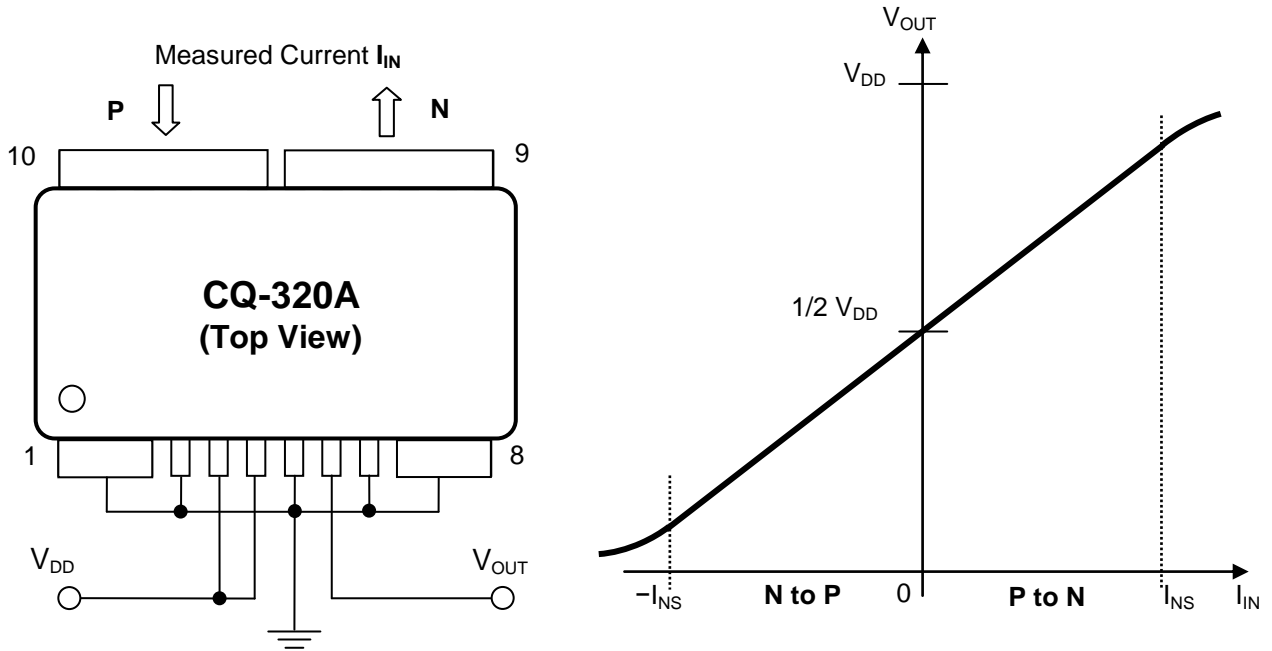 Measured Current I_IN
P
N
10
9
CQ-320A
(Top View)
1
8
V_DD
V_OUT
V_OUT
V_DD
1/2 V_DD
−I_NS
N to P
0
P to N
I_NS
I_IN